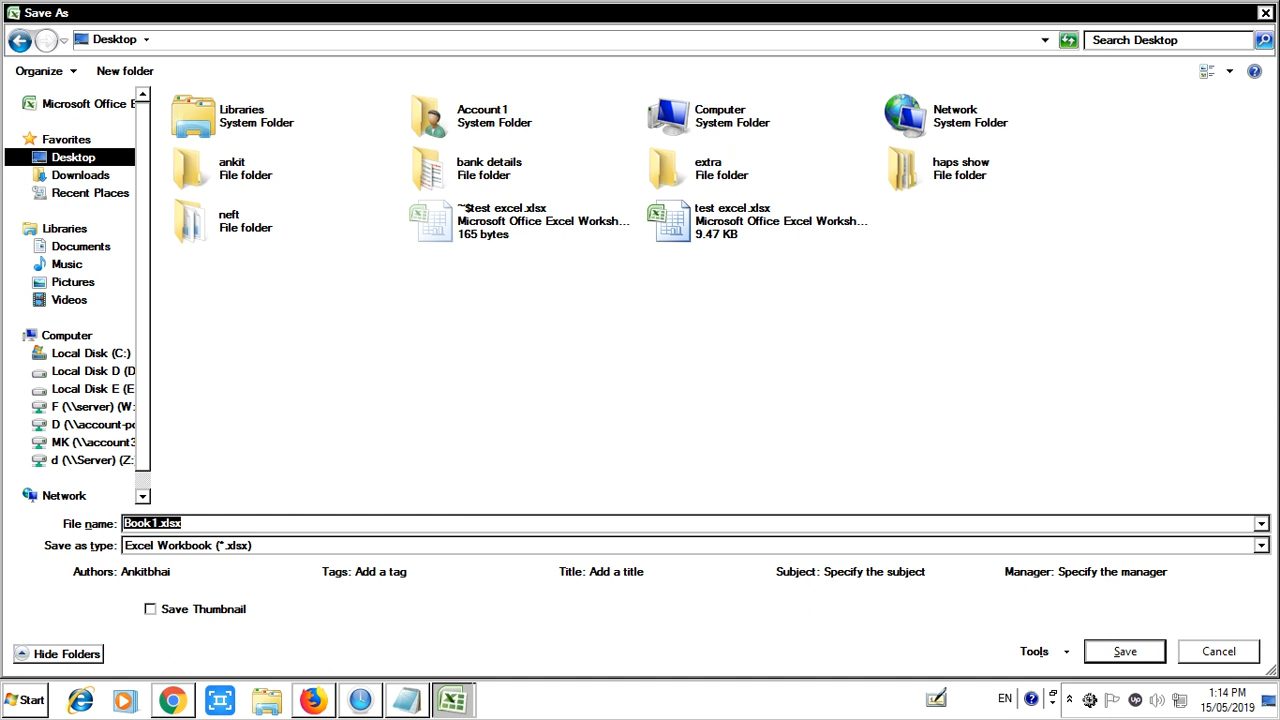 Save As
Desktop
Search Desktop
Organize
New folder
Microsoft Office E
Favorites
Desktop
Downloads
Recent Places
Libraries
Documents
Music
Pictures
Videos
Computer
Local Disk (C:)
Local Disk D (D
Local Disk E (E
F (\\server) (W:
D (\\account-pc
MK (\\account3
d (\\Server) (Z:
Network
Libraries
System Folder
Account1
System Folder
Computer
System Folder
Network
System Folder
ankit
File folder
bank details
File folder
extra
File folder
haps show
File folder
neft
File folder
~$test excel.xlsx
Microsoft Office Excel Worksh...
165 bytes
test excel.xlsx
Microsoft Office Excel Worksh...
9.47 KB
File name: Book1.xlsx
Save as type: Excel Workbook (*.xlsx)
Authors: Ankitbhai
Tags: Add a tag
Title: Add a title
Subject: Specify the subject
Manager: Specify the manager
Save Thumbnail
Hide Folders
Tools
Save
Cancel
Start
EN
1:14 PM
15/05/2019